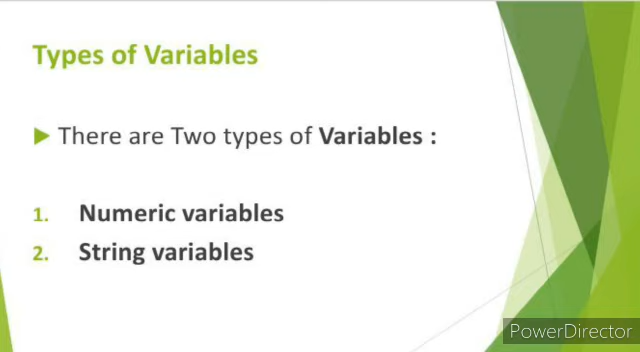 Types of Variables
There are Two types of Variables :
1. Numeric variables
2. String variables
PowerDirector